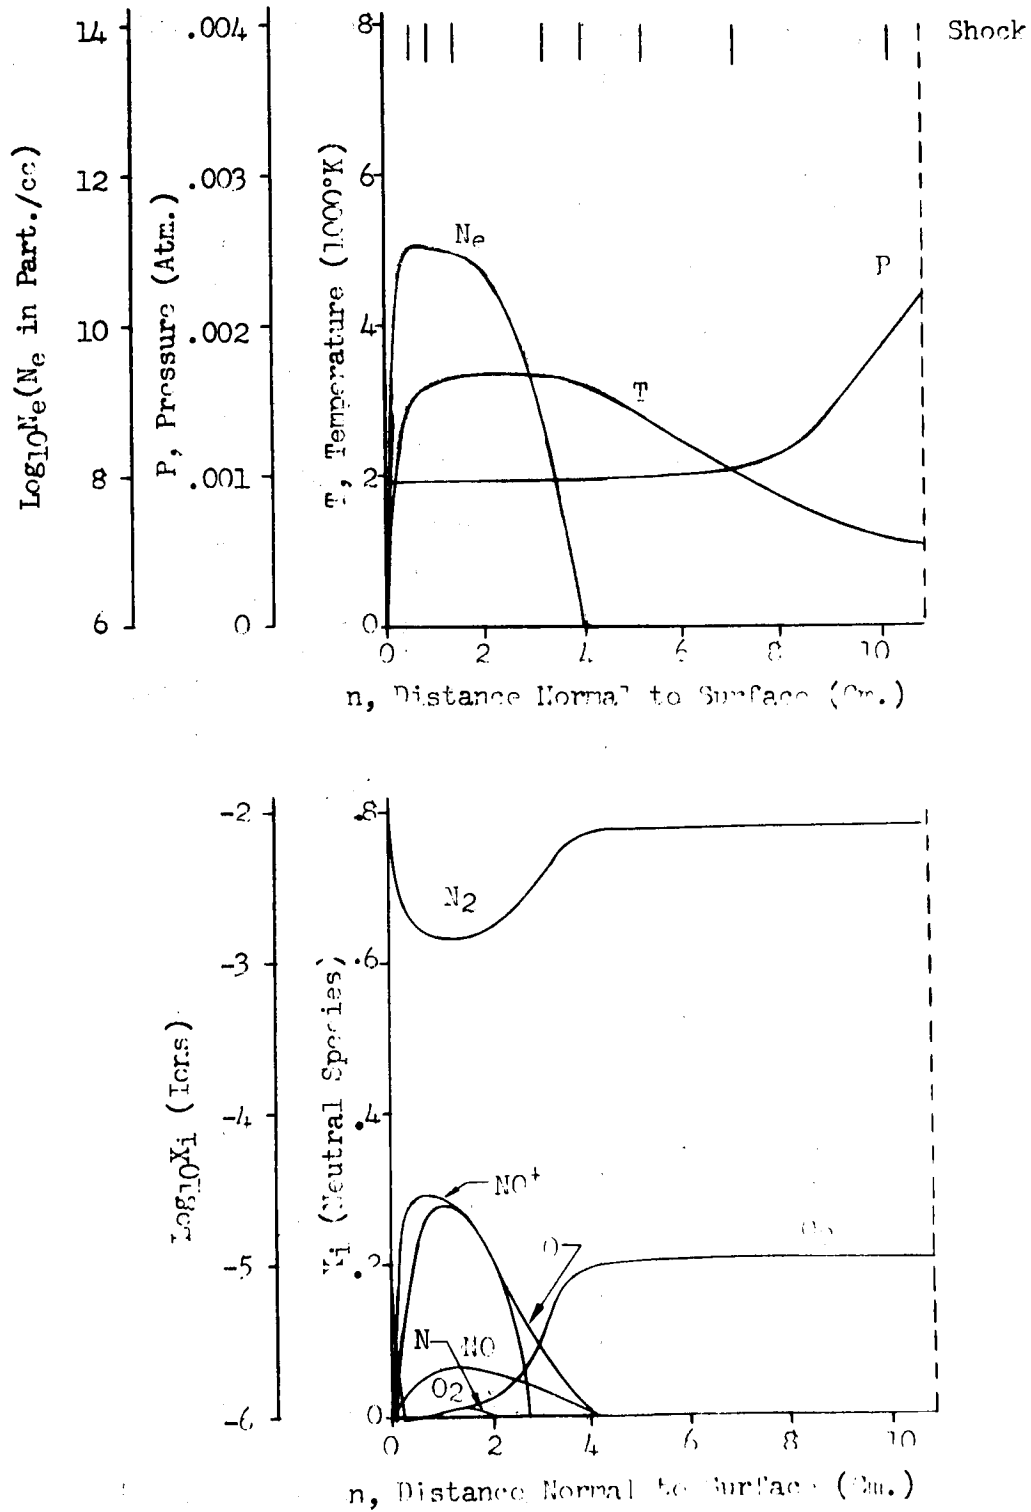 Shock
14
12
10
8
6
Log10Ne (Ne in Part./cc)
.004
.003
.002
.001
0
P, Pressure (Atm.)
8
6
4
2
0
T, Temperature (1000°K)
Ne
P
T
0 2 4 6 8 10
n, Distance Normal to Surface (Cm.)
-2
-3
-4
-5
-6
Log10Xi (Ions)
.8
.6
.4
.2
0
Xi (Neutral Species)
N2
NO+
O
O2
N
NO
O2
0 2 4 6 8 10
n, Distance Normal to Surface (Cm.)